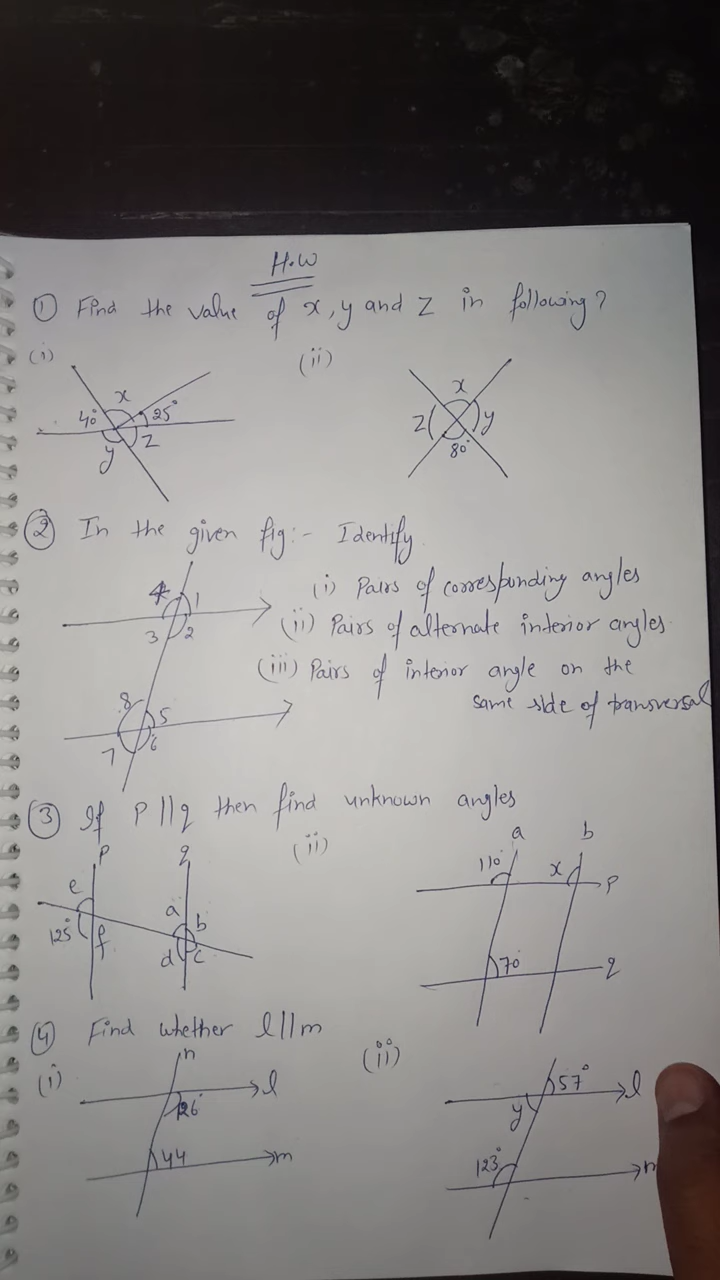 H.W
① Find the value of x, y and z in following?
(i) (ii)
x
40° 25°
y z
x
z y
80°
② In the given fig:- Identify.
(i) Pairs of corresponding angles
(ii) Pairs of alternate interior angles.
(iii) Pairs of interior angle on the
same side of transversal
4 1
3 2
8 5
7 6
③ If P || q then find unknown angles
(ii)
p q
e a b
125° f d c
a b
110° x p
70° q
④ Find whether l || m
(i) (ii)
n
l
126°
44 m
57° l
y
123° m